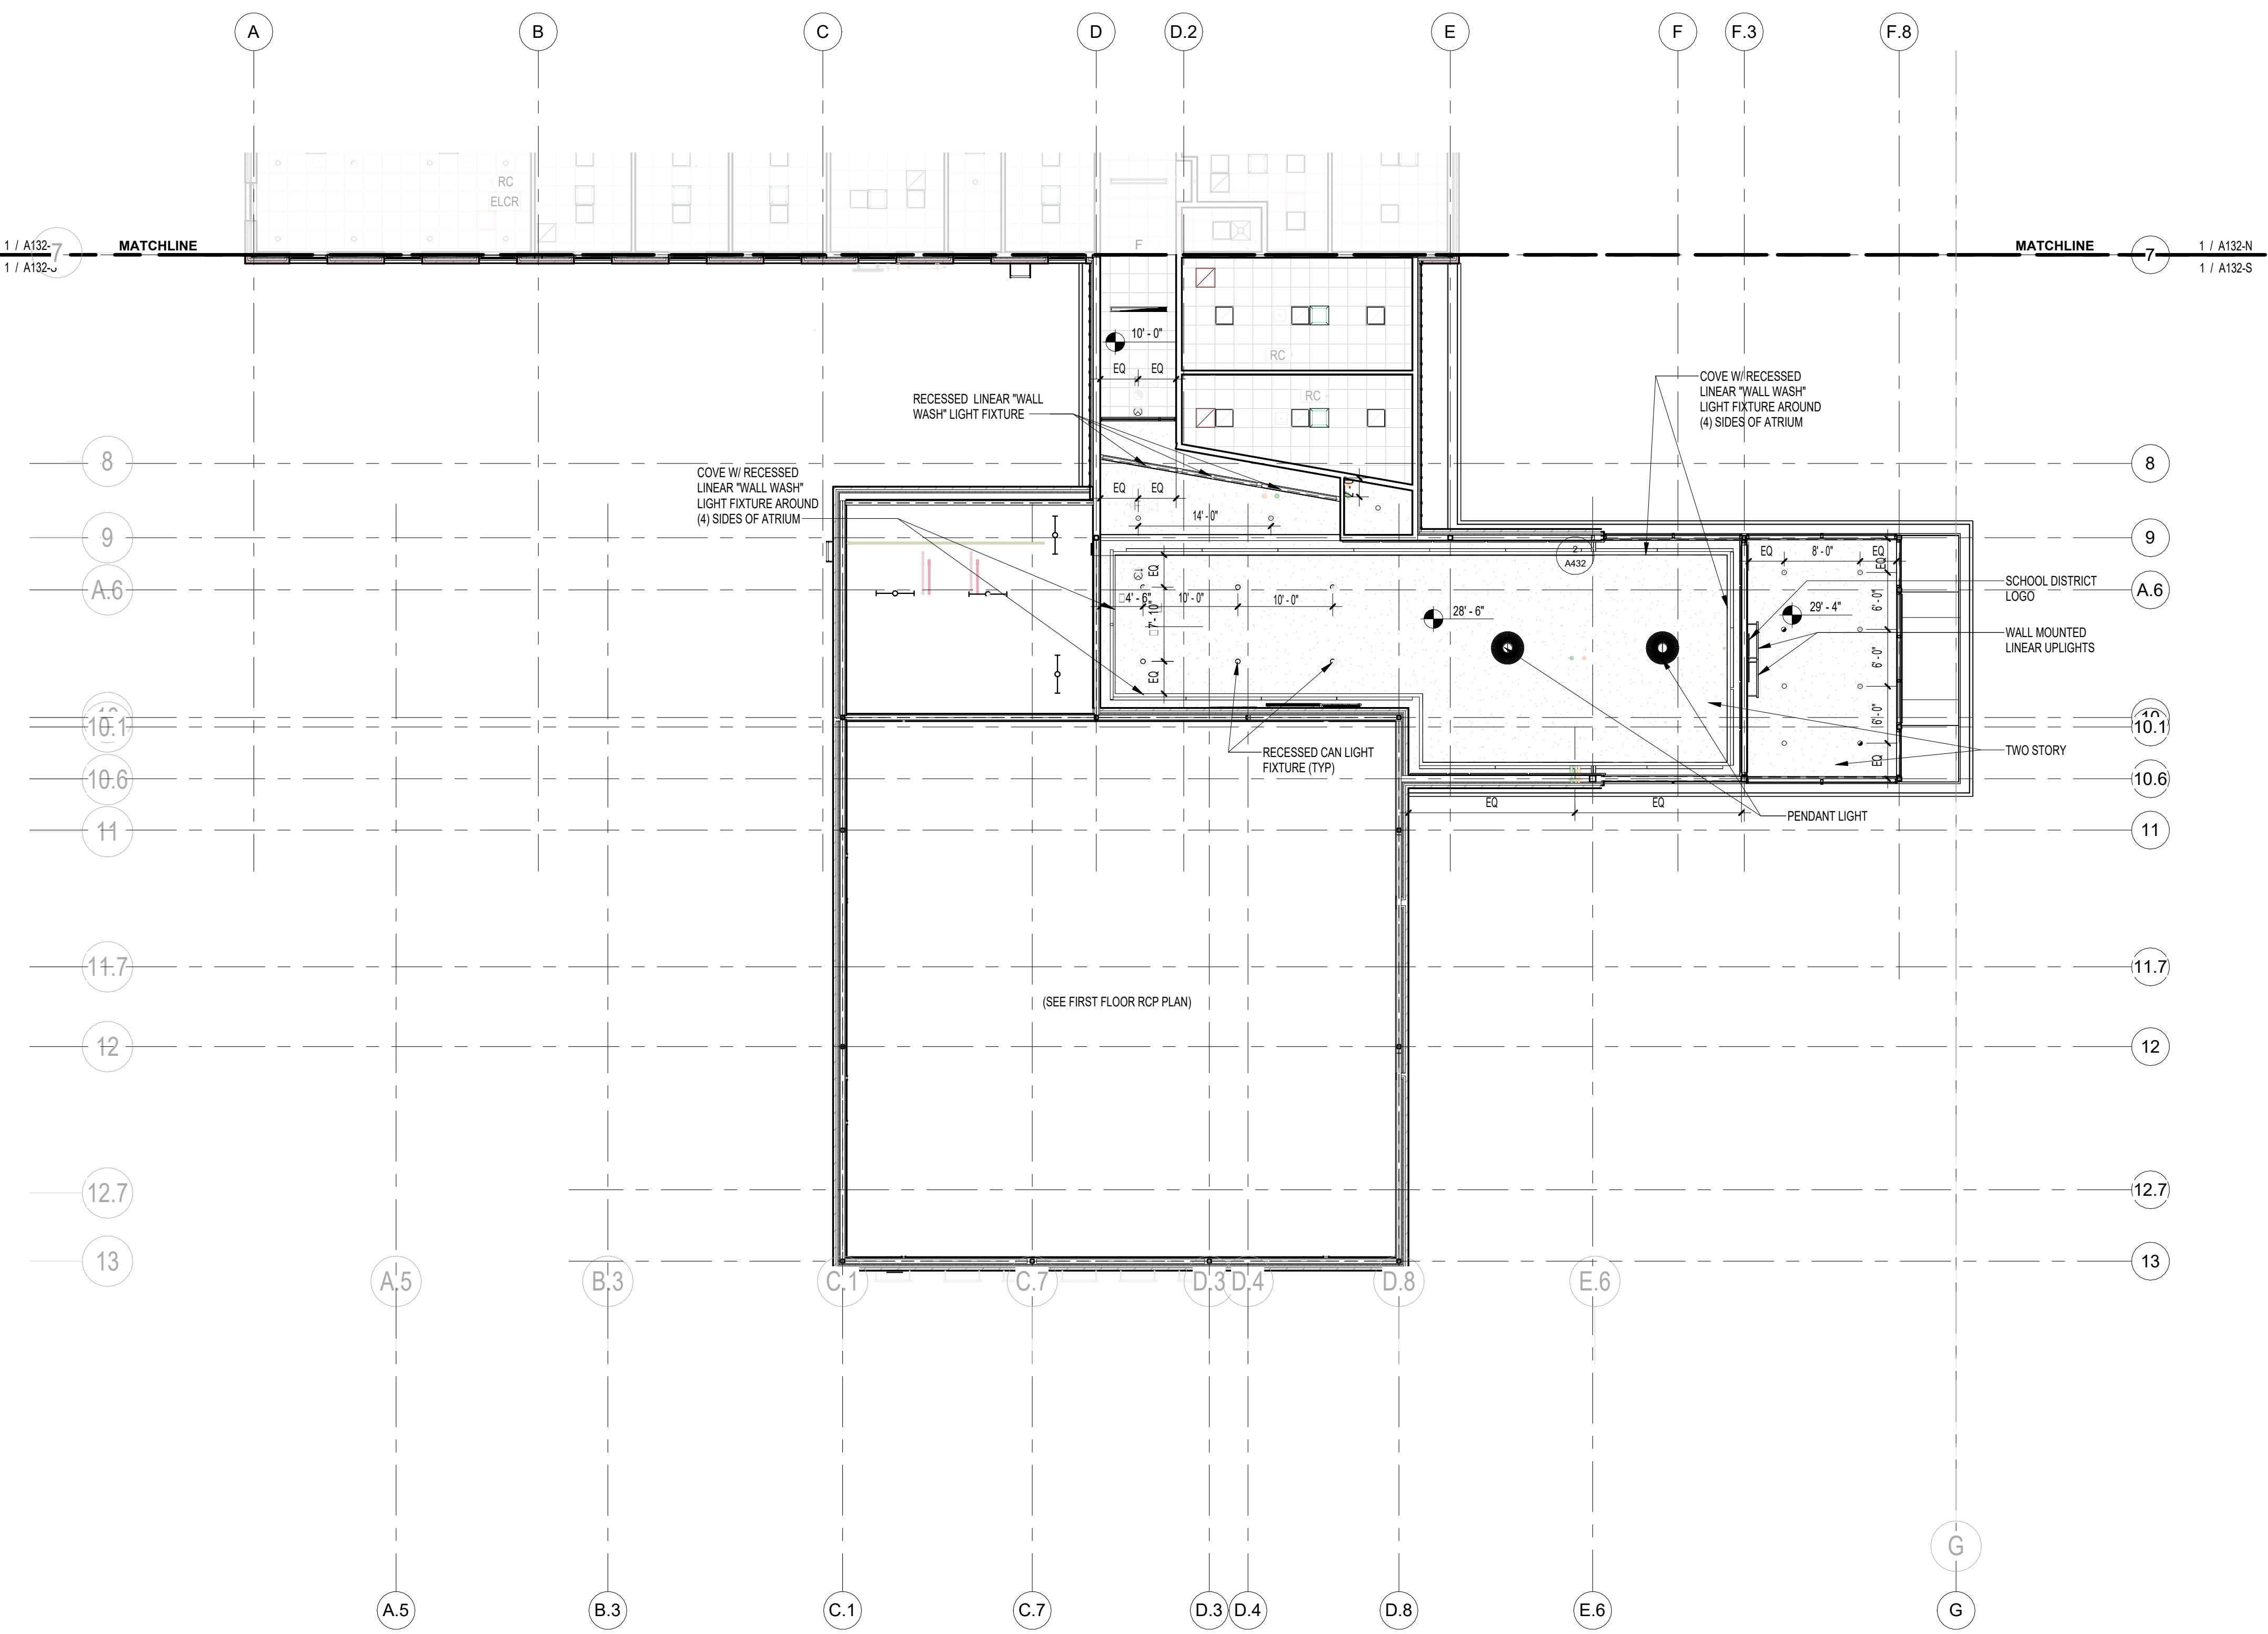 A
B
C
D
D.2
E
F
F.3
F.8
RC
ELCR
F
1 / A132-
7
MATCHLINE
MATCHLINE
7
1 / A132-N
1 / A132-S
10' - 0"
EQ
EQ
RC
RC
RECESSED LINEAR "WALL
WASH" LIGHT FIXTURE
COVE W/ RECESSED
LINEAR "WALL WASH"
LIGHT FIXTURE AROUND
(4) SIDES OF ATRIUM
8
8
COVE W/ RECESSED
LINEAR "WALL WASH"
LIGHT FIXTURE AROUND
(4) SIDES OF ATRIUM
EQ
EQ
14' - 0"
9
9
2
A432
EQ
8' - 0"
EQ
EQ
EQ
SCHOOL DISTRICT
LOGO
A.6
A.6
4' - 6"
10' - 0"
10' - 0"
7' - 10"
28' - 6"
29' - 4"
6' - 0"
WALL MOUNTED
LINEAR UPLIGHTS
6' - 0"
EQ
6' - 0"
10
10
10.1
10.1
RECESSED CAN LIGHT
FIXTURE (TYP)
TWO STORY
EQ
10.6
10.6
EQ
EQ
PENDANT LIGHT
11
11
11.7
11.7
(SEE FIRST FLOOR RCP PLAN)
12
12
12.7
12.7
13
13
A.5
B.3
C.1
C.7
D.3
D.4
D.8
E.6
G
A.5
B.3
C.1
C.7
D.3
D.4
D.8
E.6
G